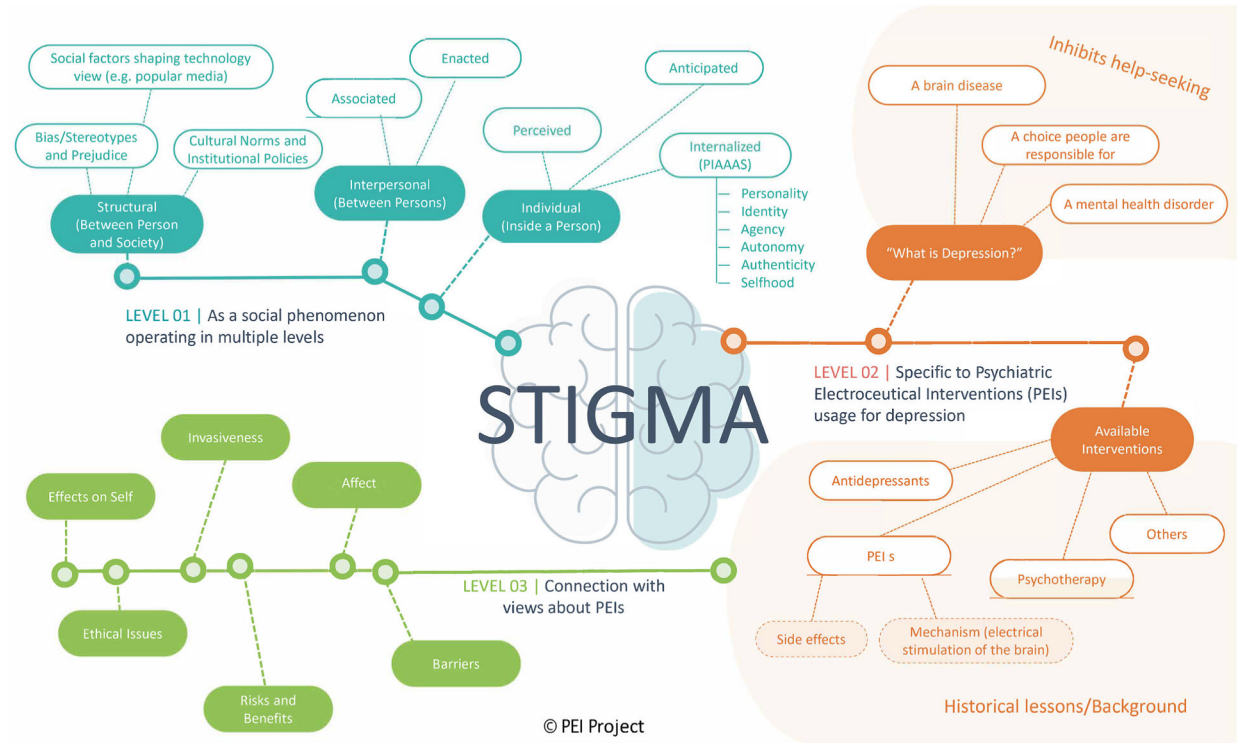 Social factors shaping technology
view (e.g. popular media)
Bias/Stereotypes
and Prejudice
Cultural Norms and
Institutional Policies
Structural
(Between Person
and Society)
Associated
Enacted
Interpersonal
(Between Persons)
Perceived
Anticipated
Internalized
(PIAAAS)
Individual
(Inside a Person)
Personality
Identity
Agency
Autonomy
Authenticity
Selfhood
LEVEL 01 | As a social phenomenon
operating in multiple levels
Inhibits help-seeking
A brain disease
A choice people are
responsible for
A mental health disorder
“What is Depression?”
LEVEL 02 | Specific to Psychiatric
Electroceutical Interventions (PEIs)
usage for depression
STIGMA
Available
Interventions
Antidepressants
PEI s
Psychotherapy
Others
Side effects
Mechanism (electrical
stimulation of the brain)
Historical lessons/Background
Invasiveness
Effects on Self
Affect
LEVEL 03 | Connection with
views about PEIs
Ethical Issues
Risks and
Benefits
Barriers
© PEI Project